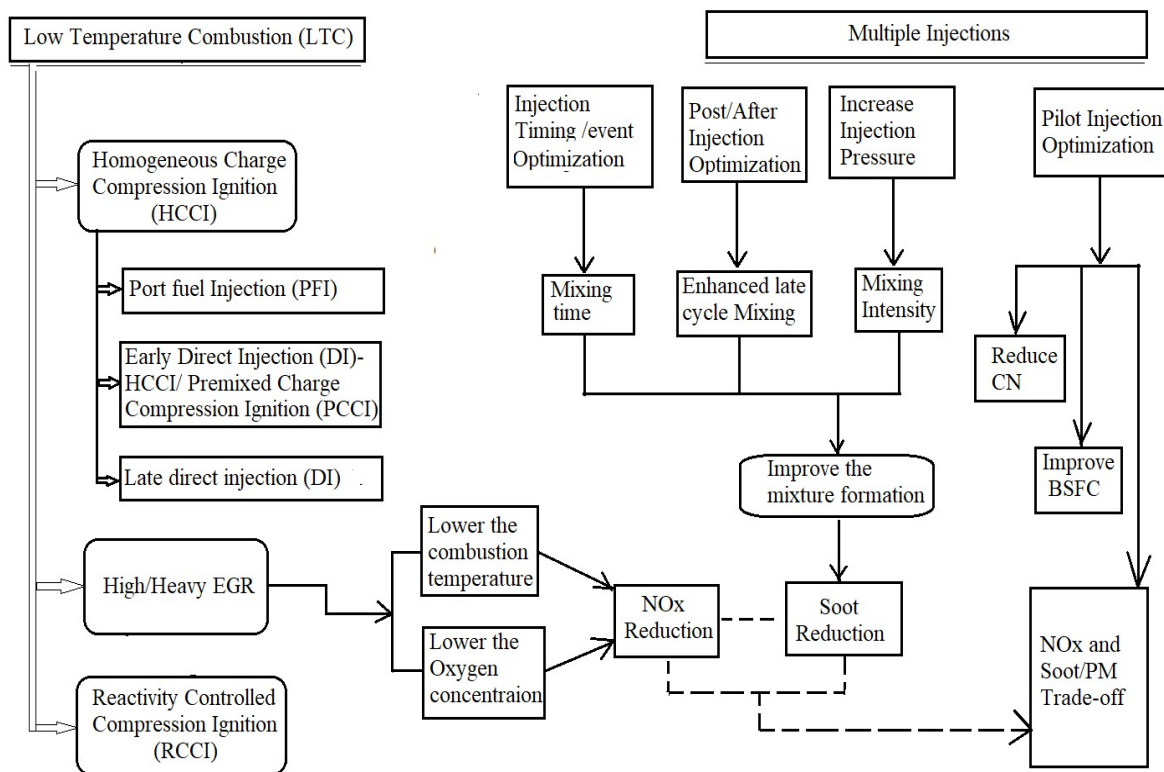 Low Temperature Combustion (LTC)
Homogeneous Charge
Compression Ignition
(HCCI)
Port fuel Injection (PFI)
Early Direct Injection (DI)-
HCCI/ Premixed Charge
Compression Ignition (PCCI)
Late direct injection (DI)
High/Heavy EGR
Reactivity Controlled
Compression Ignition
(RCCI)
Lower the
combustion
temperature
Lower the
Oxygen
concentraion
NOx
Reduction
Multiple Injections
Injection
Timing /event
Optimization
Post/After
Injection
Optimization
Increase
Injection
Pressure
Pilot Injection
Optimization
Mixing
time
Enhanced late
cycle Mixing
Mixing
Intensity
Improve the
mixture formation
Soot
Reduction
Reduce
CN
Improve
BSFC
NOx and
Soot/PM
Trade-off